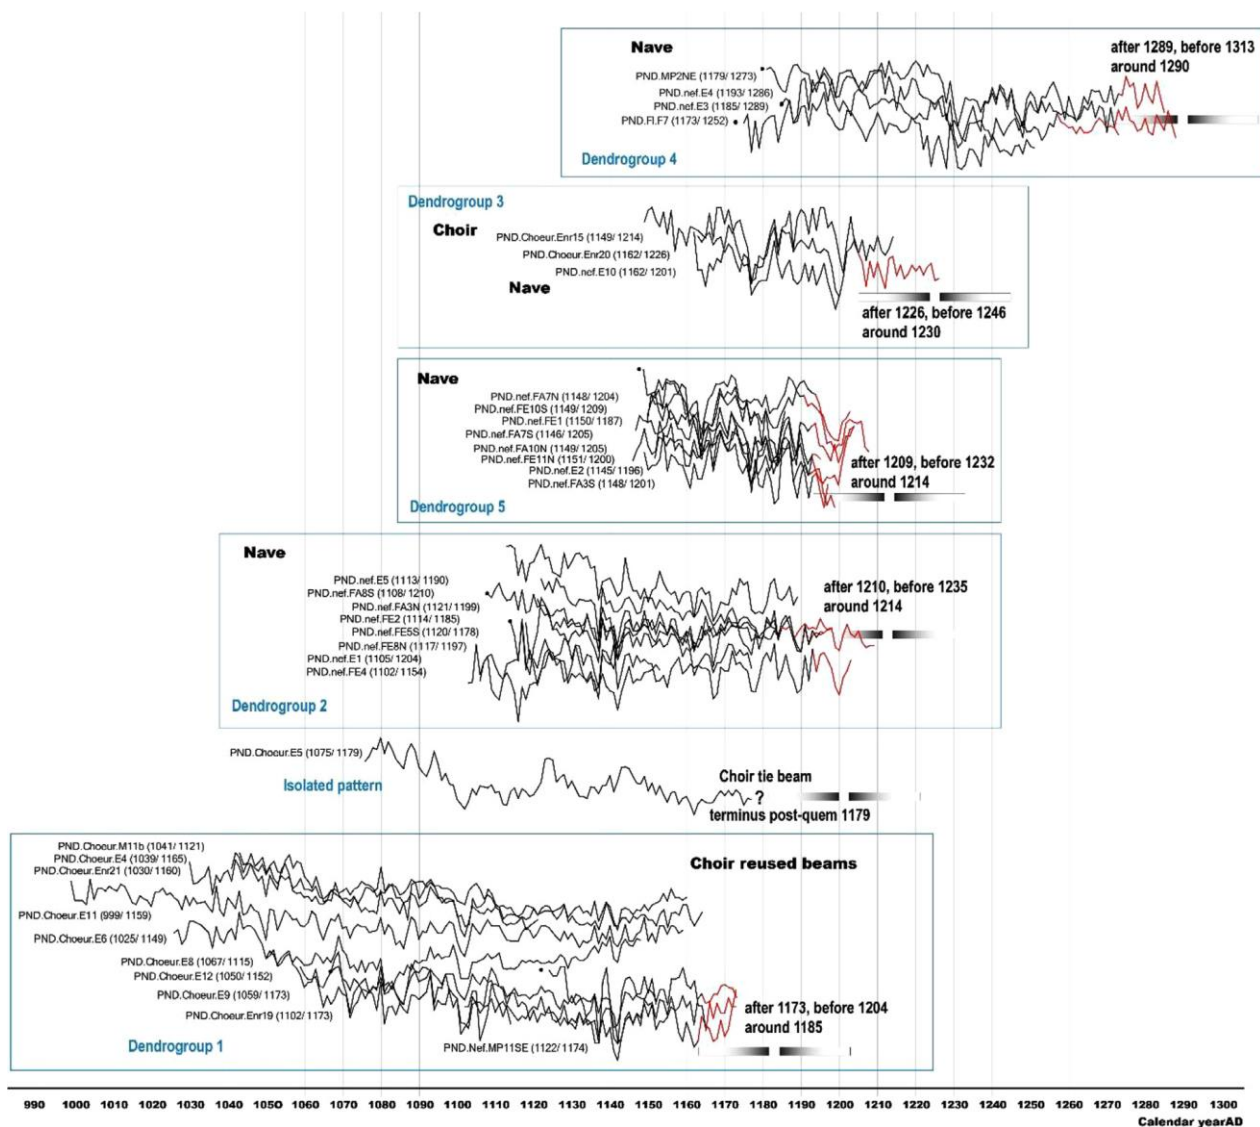 Nave
after 1289, before 1313
around 1290
PND.MP2NE (1179/ 1273)
PND.nef.E4 (1193/ 1286)
PND.nef.E3 (1185/ 1289)
PND.FI.F7 (1173/ 1252)
Dendrogroup 4
Dendrogroup 3
Choir
PND.Choeur.Enr15 (1149/ 1214)
PND.Choeur.Enr20 (1162/ 1226)
PND.nef.E10 (1162/ 1201)
Nave
after 1226, before 1246
around 1230
Nave
PND.nef.FA7N (1148/ 1204)
PND.nef.FE10S (1149/ 1209)
PND.nef.FE1 (1150/ 1187)
PND.nef.FA7S (1146/ 1205)
PND.nef.FA10N (1149/ 1205)
PND.nef.FE11N (1151/ 1200)
PND.nef.E2 (1145/ 1196)
PND.nef.FA3S (1148/ 1201)
after 1209, before 1232
around 1214
Dendrogroup 5
Nave
PND.nef.E5 (1113/ 1190)
PND.nef.FA8S (1108/ 1210)
PND.nef.FA3N (1121/ 1199)
PND.nef.FE2 (1114/ 1185)
PND.nef.FE5S (1120/ 1178)
PND.nef.FE8N (1117/ 1197)
PND.nef.E1 (1105/ 1204)
PND.nef.FE4 (1102/ 1154)
after 1210, before 1235
around 1214
Dendrogroup 2
PND.Choeur.E5 (1075/ 1179)
Isolated pattern
Choir tie beam
?
terminus post-quem 1179
PND.Choeur.M11b (1041/ 1121)
PND.Choeur.E4 (1039/ 1165)
PND.Choeur.Enr21 (1030/ 1160)
Choir reused beams
PND.Choeur.E11 (999/ 1159)
PND.Choeur.E6 (1025/ 1149)
PND.Choeur.E8 (1067/ 1115)
PND.Choeur.E12 (1050/ 1152)
PND.Choeur.E9 (1059/ 1173)
PND.Choeur.Enr19 (1102/ 1173)
after 1173, before 1204
around 1185
Dendrogroup 1
PND.Nef.MP11SE (1122/ 1174)
990 1000 1010 1020 1030 1040 1050 1060 1070 1080 1090 1100 1110 1120 1130 1140 1150 1160 1170 1180 1190 1200 1210 1220 1230 1240 1250 1260 1270 1280 1290 1300
Calendar yearAD